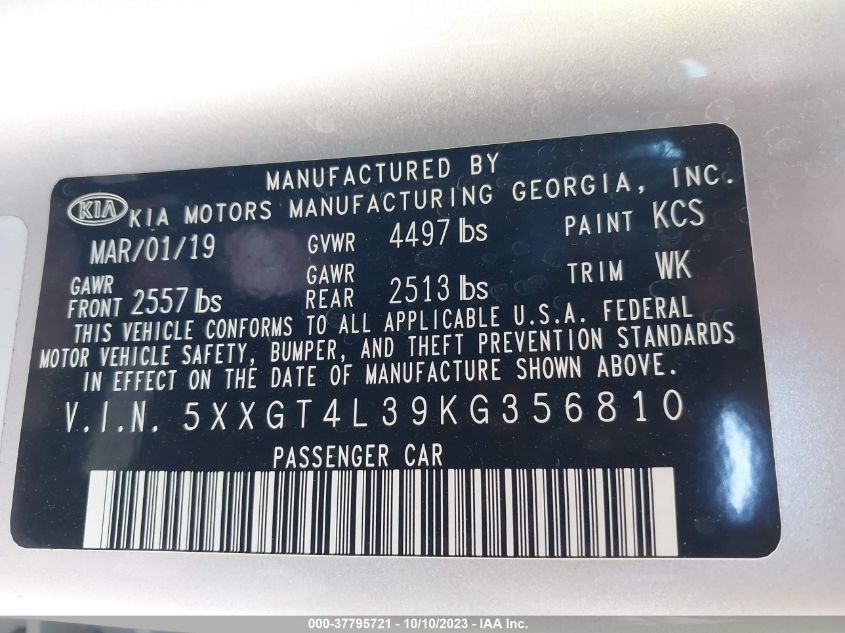 MANUFACTURED BY
KIA KIA MOTORS MANUFACTURING GEORGIA, INC.
MAR/01/19 GVWR 4497 lbs PAINT KCS
GAWR FRONT 2557 lbs GAWR REAR 2513 lbs TRIM WK
THIS VEHICLE CONFORMS TO ALL APPLICABLE U.S.A. FEDERAL
MOTOR VEHICLE SAFETY, BUMPER, AND THEFT PREVENTION STANDARDS
IN EFFECT ON THE DATE OF MANUFACTURE SHOWN ABOVE.
V.I.N. 5XXGT4L39KG356810
PASSENGER CAR
000-37795721 - 10/10/2023 - IAA Inc.